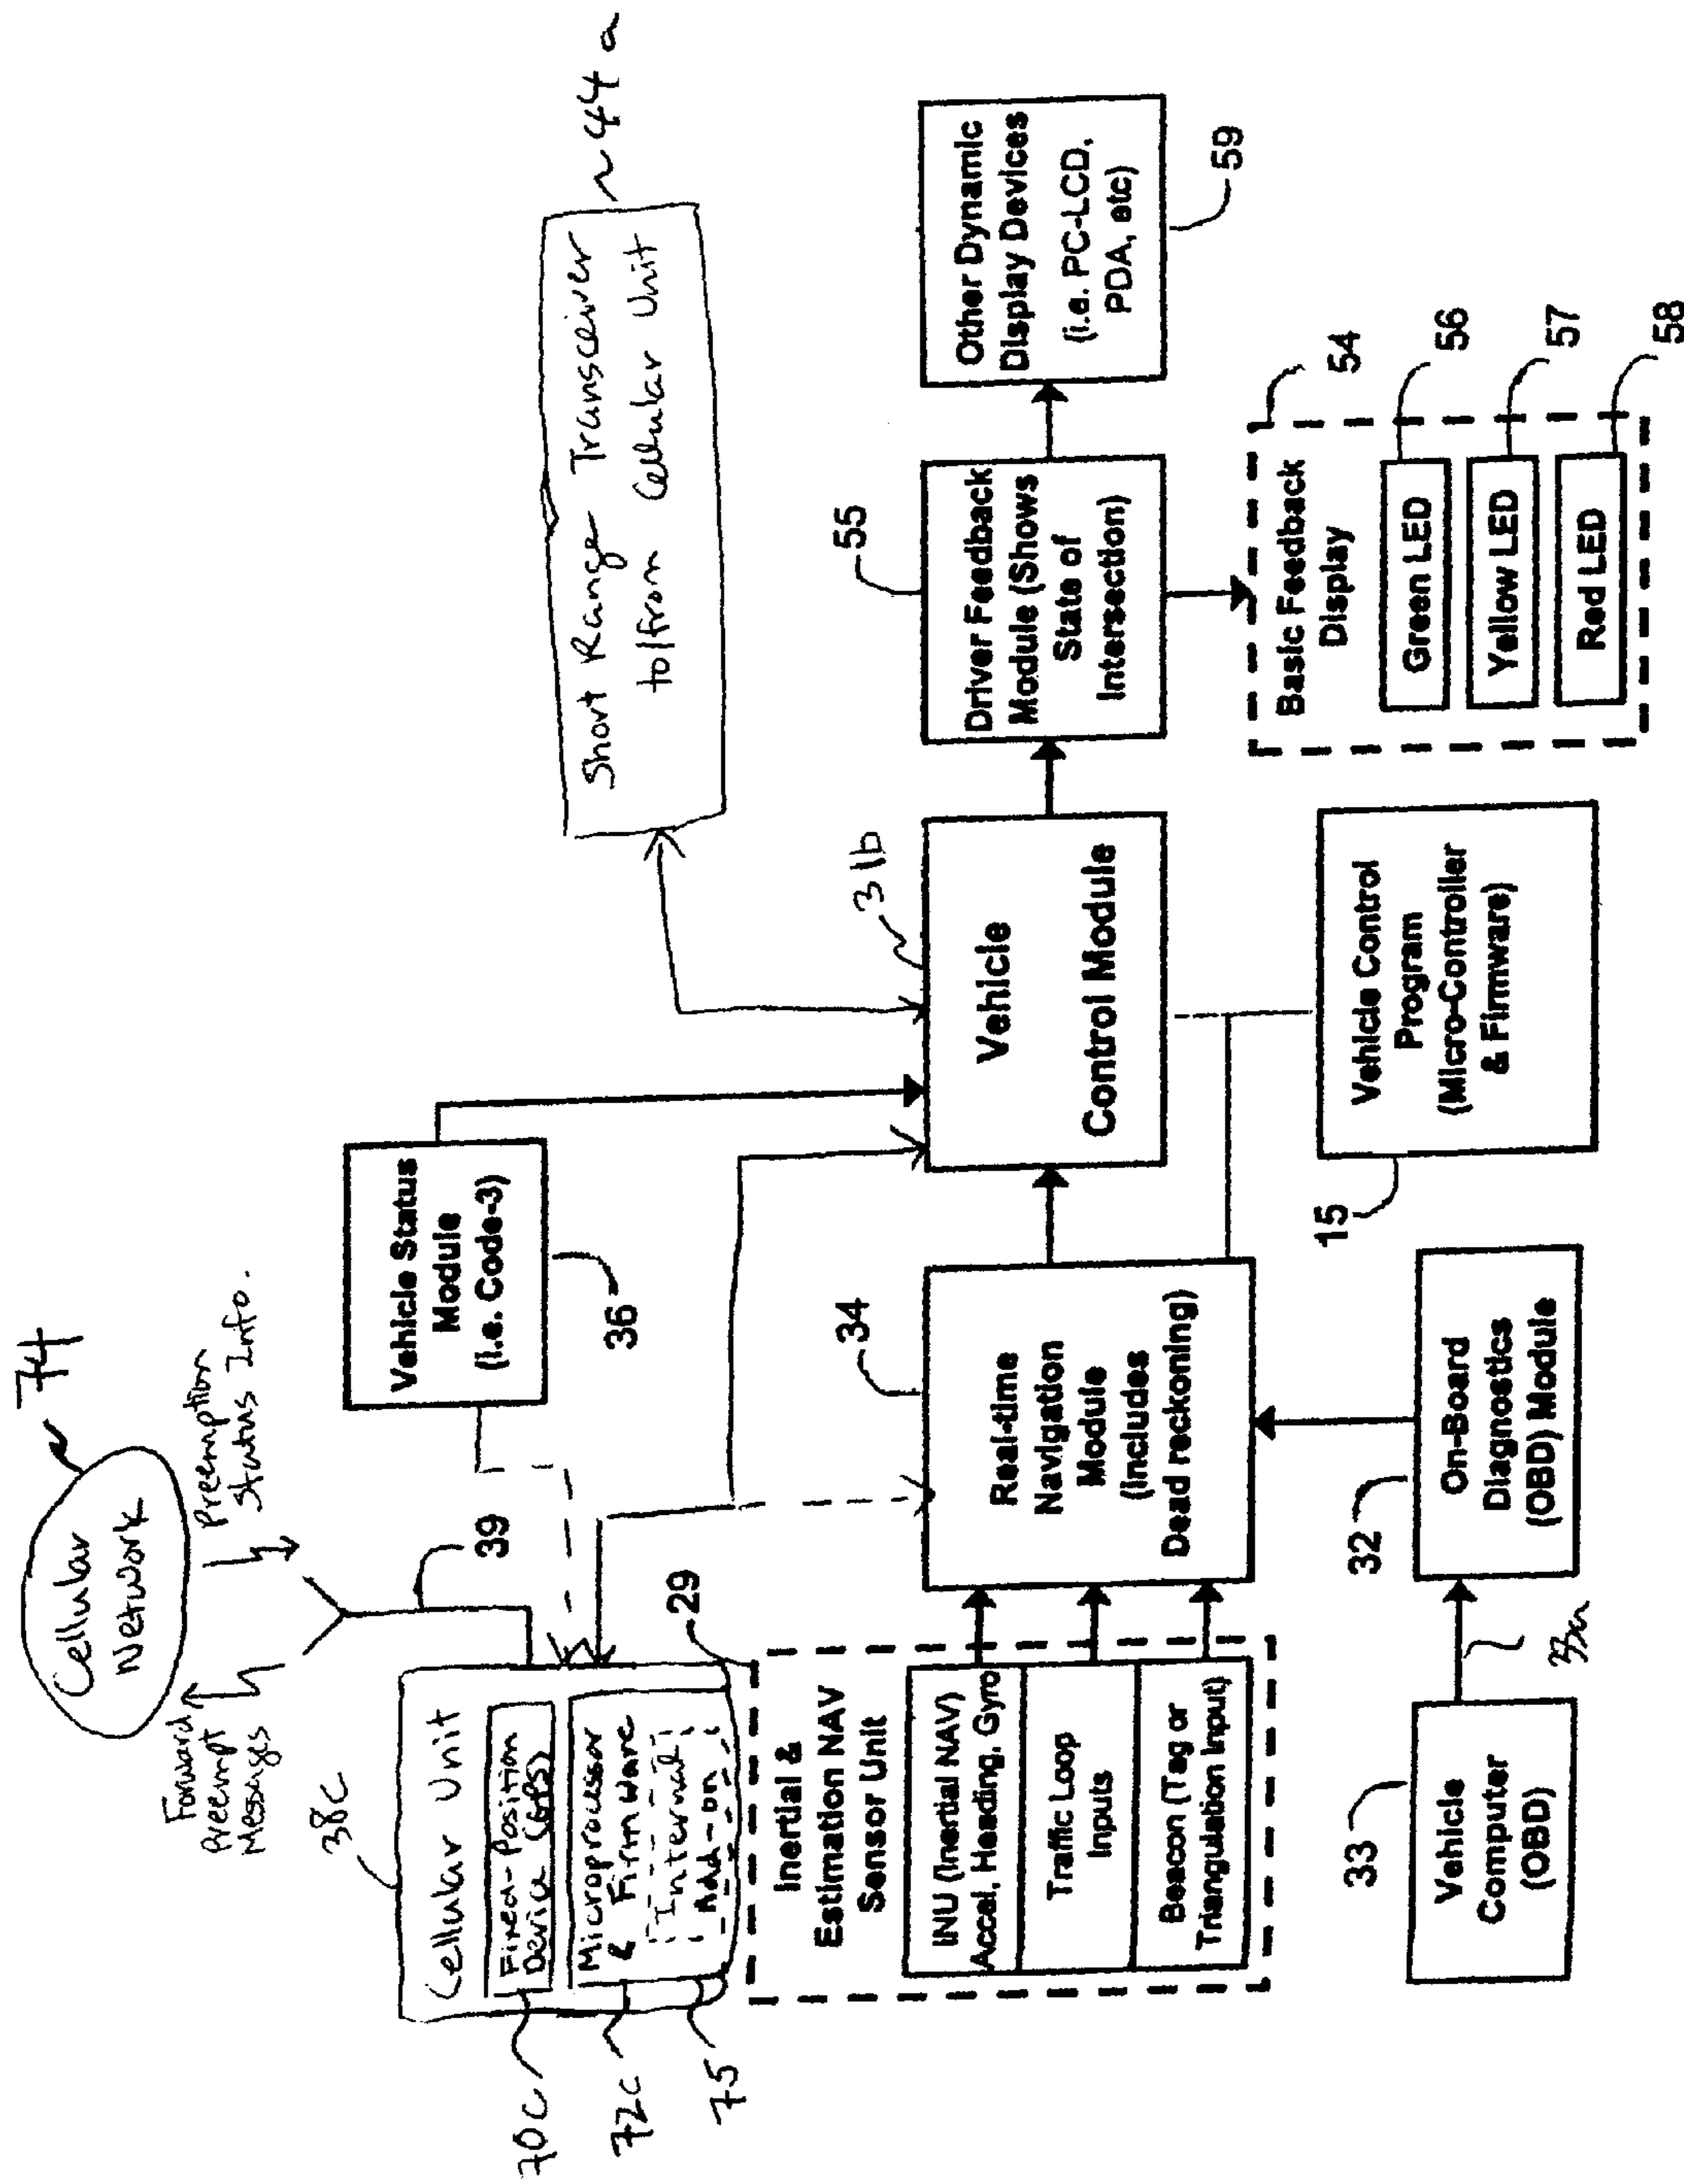 74
Cellular
Network
Forward
Preempt
Messages
Preemption
Status Info.
39
38c
Cellular Unit
Fixed-Position
Device (GPS)
Microprocessor
& Firmware
Internal
Add-on
70c
72c
75
Vehicle Status
Module
(i.e. Code-3)
36
Short Range Transceiver
to/from Cellular Unit
44a
29
Inertial &
Estimation NAV
Sensor Unit
INU (Inertial NAV)
Accel, Heading, Gyro
Traffic Loop
Inputs
Beacon (Tag or
Triangulation Input)
34
Real-time
Navigation
Module
(Includes
Dead reckoning)
31b
Vehicle
Control Module
55
Driver Feedback
Module (Shows
State of
Intersection)
Other Dynamic
Display Devices
(i.e. PC-LCD,
PDA, etc)
59
33
Vehicle
Computer
(OBD)
33a
32
On-Board
Diagnostics
(OBD) Module
15
Vehicle Control
Program
(Micro-Controller
& Firmware)
54
Basic Feedback
Display
Green LED
56
Yellow LED
57
Red LED
58